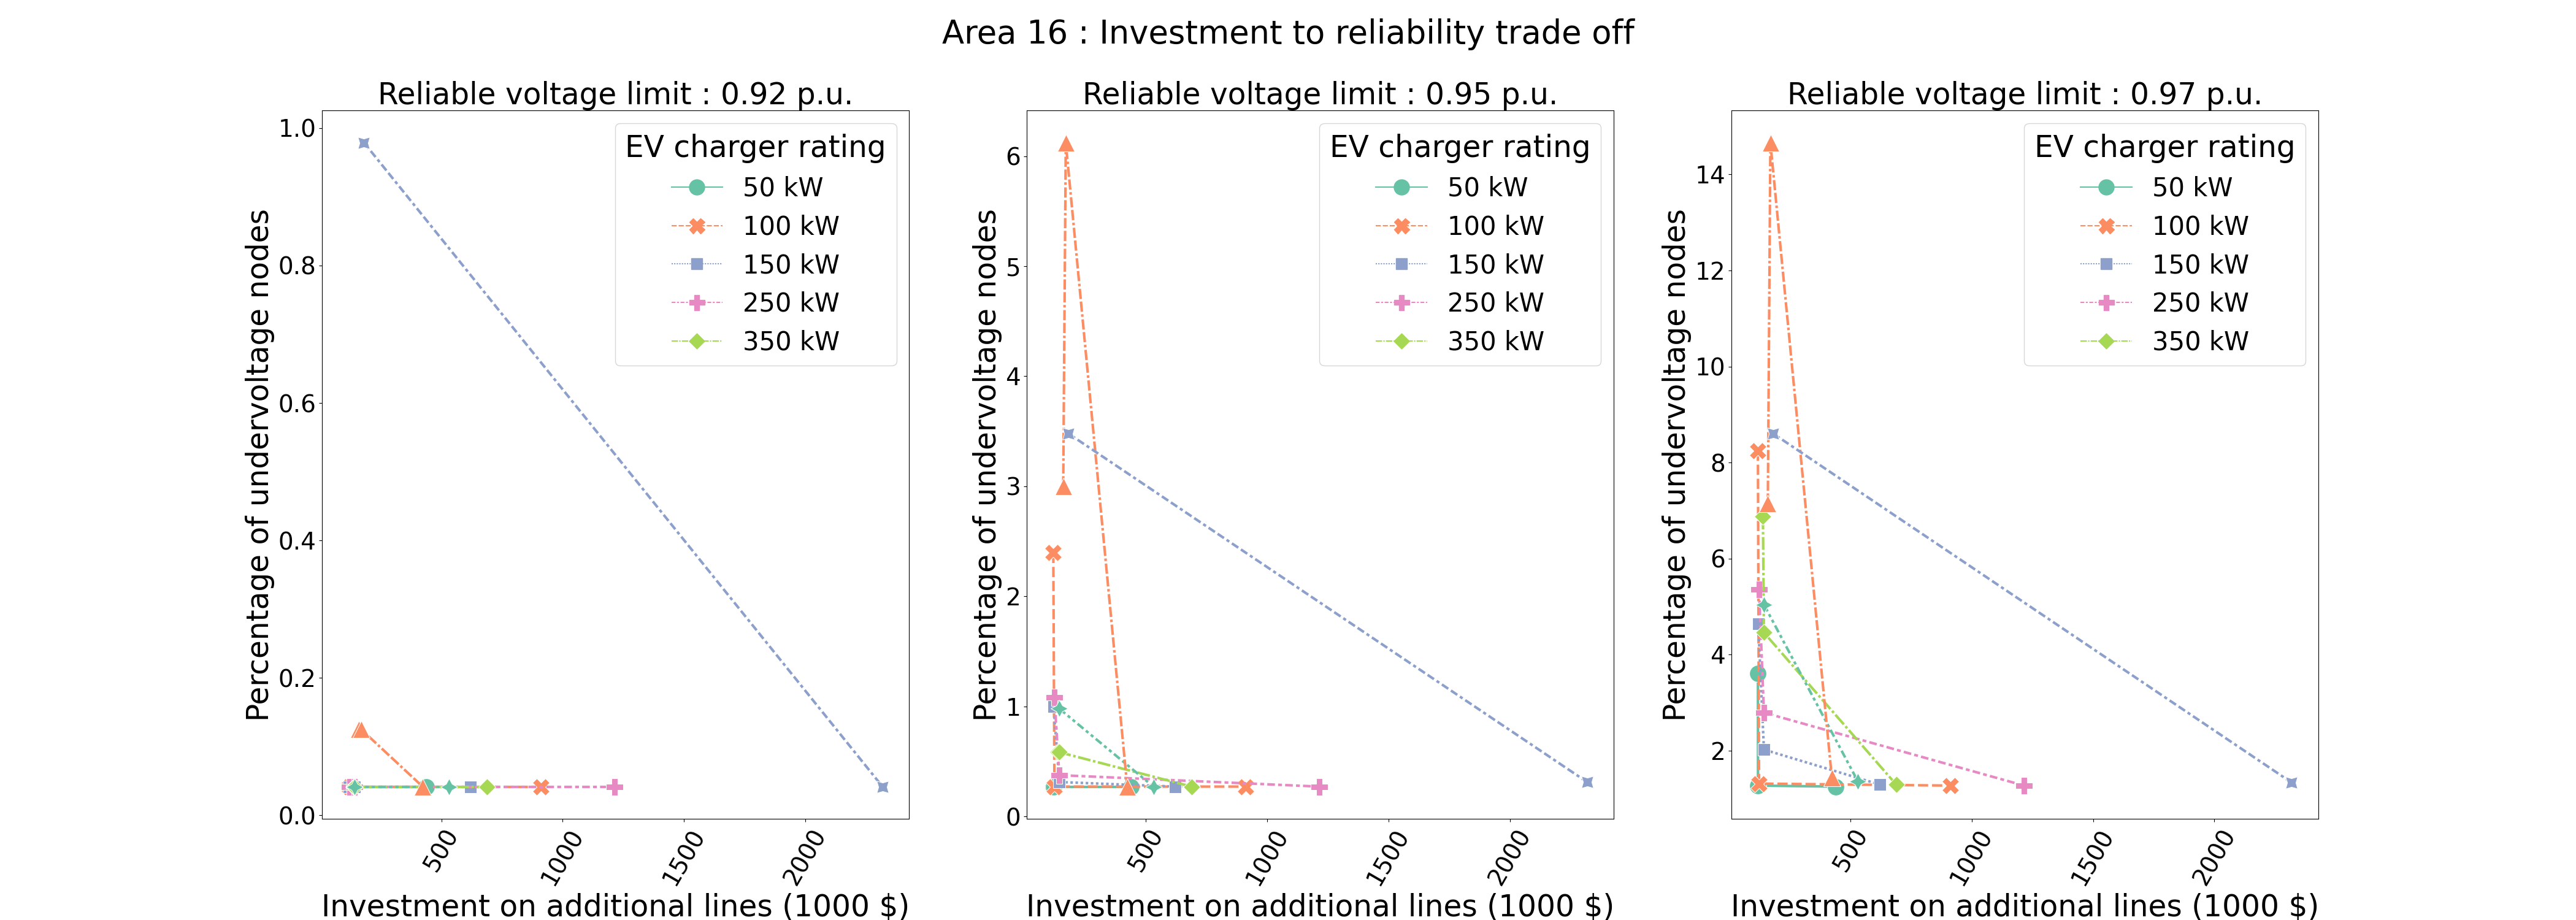 Area 16 : Investment to reliability trade off
Reliable voltage limit : 0.92 p.u.
Percentage of undervoltage nodes
1.0
0.8
0.6
0.4
0.2
0.0
EV charger rating
50 kW
100 kW
150 kW
250 kW
350 kW
500
1000
1500
2000
Investment on additional lines (1000 $)
Reliable voltage limit : 0.95 p.u.
Percentage of undervoltage nodes
6
5
4
3
2
1
0
EV charger rating
50 kW
100 kW
150 kW
250 kW
350 kW
500
1000
1500
2000
Investment on additional lines (1000 $)
Reliable voltage limit : 0.97 p.u.
Percentage of undervoltage nodes
14
12
10
8
6
4
2
EV charger rating
50 kW
100 kW
150 kW
250 kW
350 kW
500
1000
1500
2000
Investment on additional lines (1000 $)